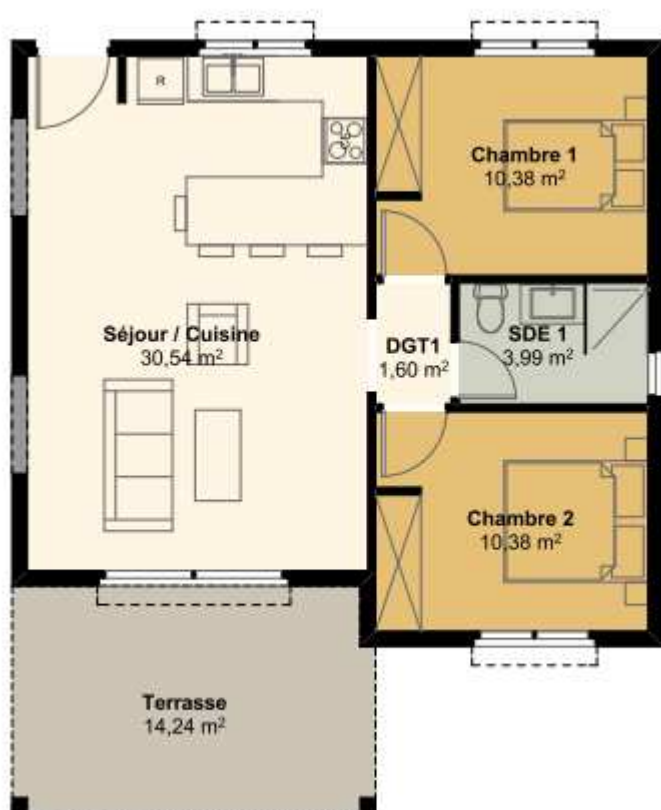 R
Chambre 1
10,38 m²
Séjour / Cuisine
30,54 m²
DGT1
1,60 m²
SDE 1
3,99 m²
Chambre 2
10,38 m²
Terrasse
14,24 m²